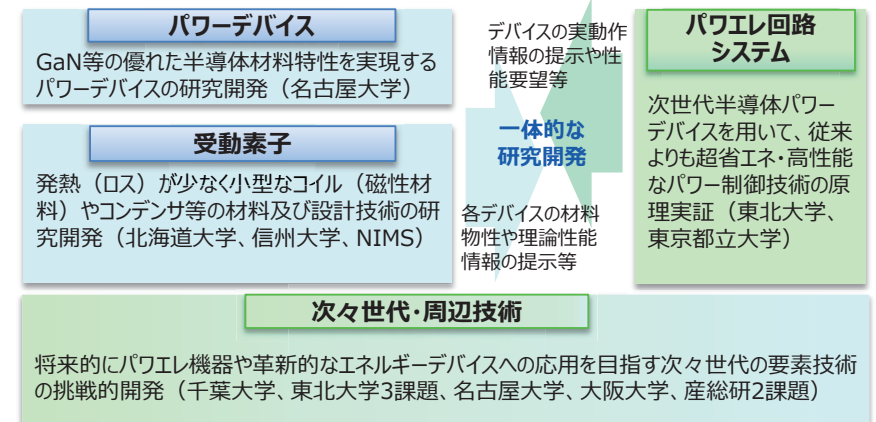 パワーデバイス
GaN等の優れた半導体材料特性を実現する
パワーデバイスの研究開発（名古屋大学）
受動素子
発熱（ロス）が少なく小型なコイル（磁性材
料）やコンデンサ等の材料及び設計技術の研
究開発（北海道大学、信州大学、NIMS）
デバイスの実動作
情報の提示や性
能要望等
一体的な
研究開発
各デバイスの材料
物性や理論性能
情報の提示等
パワエレ回路
システム
次世代半導体パワー
デバイスを用いて、従来
よりも超省エネ・高性能
なパワー制御技術の原
理実証（東北大学、
東京都立大学）
次々世代・周辺技術
将来的にパワエレ機器や革新的なエネルギーデバイスへの応用を目指す次々世代の要素技術
の挑戦的開発（千葉大学、東北大学3課題、名古屋大学、大阪大学、産総研2課題）